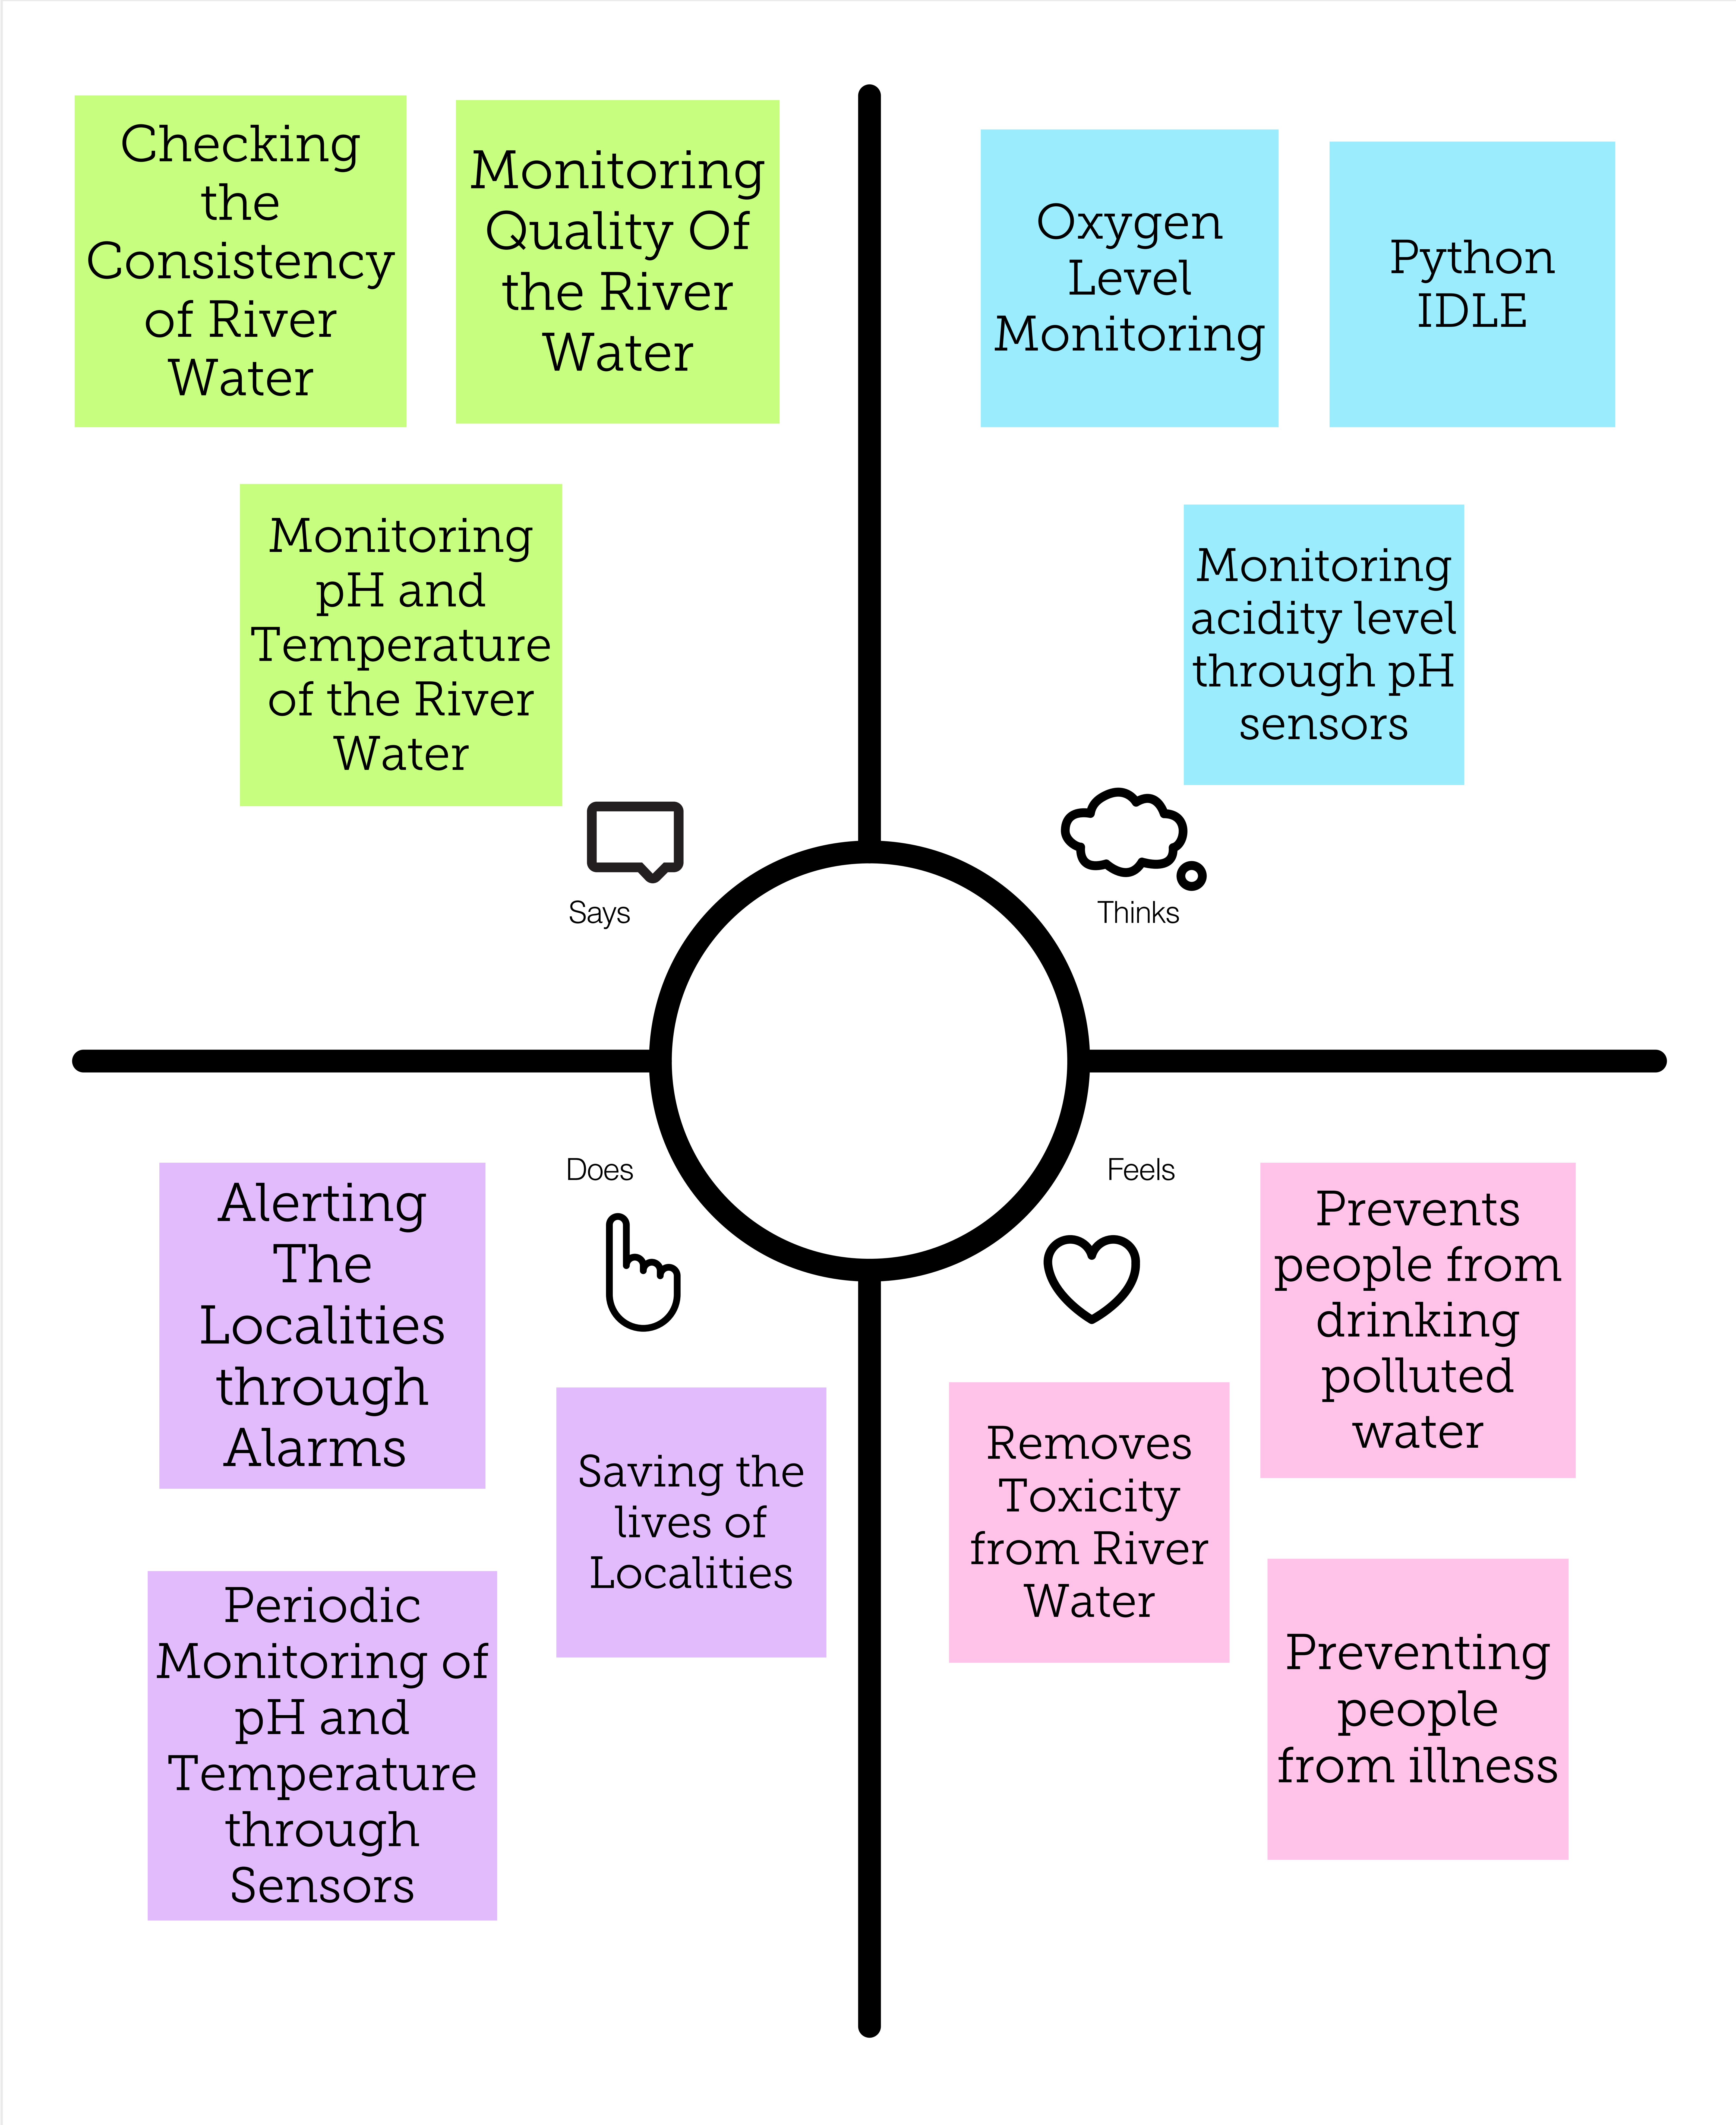 Checking
the
Consistency
of River
Water
Monitoring
Quality Of
the River
Water
Monitoring
pH and
Temperature
of the River
Water
Says
Oxygen
Level
Monitoring
Python
IDLE
Monitoring
acidity level
through pH
sensors
Thinks
Does
Alerting
The
Localities
through
Alarms
Saving the
lives of
Localities
Periodic
Monitoring of
pH and
Temperature
through
Sensors
Feels
Prevents
people from
drinking
polluted
water
Removes
Toxicity
from River
Water
Preventing
people
from illness